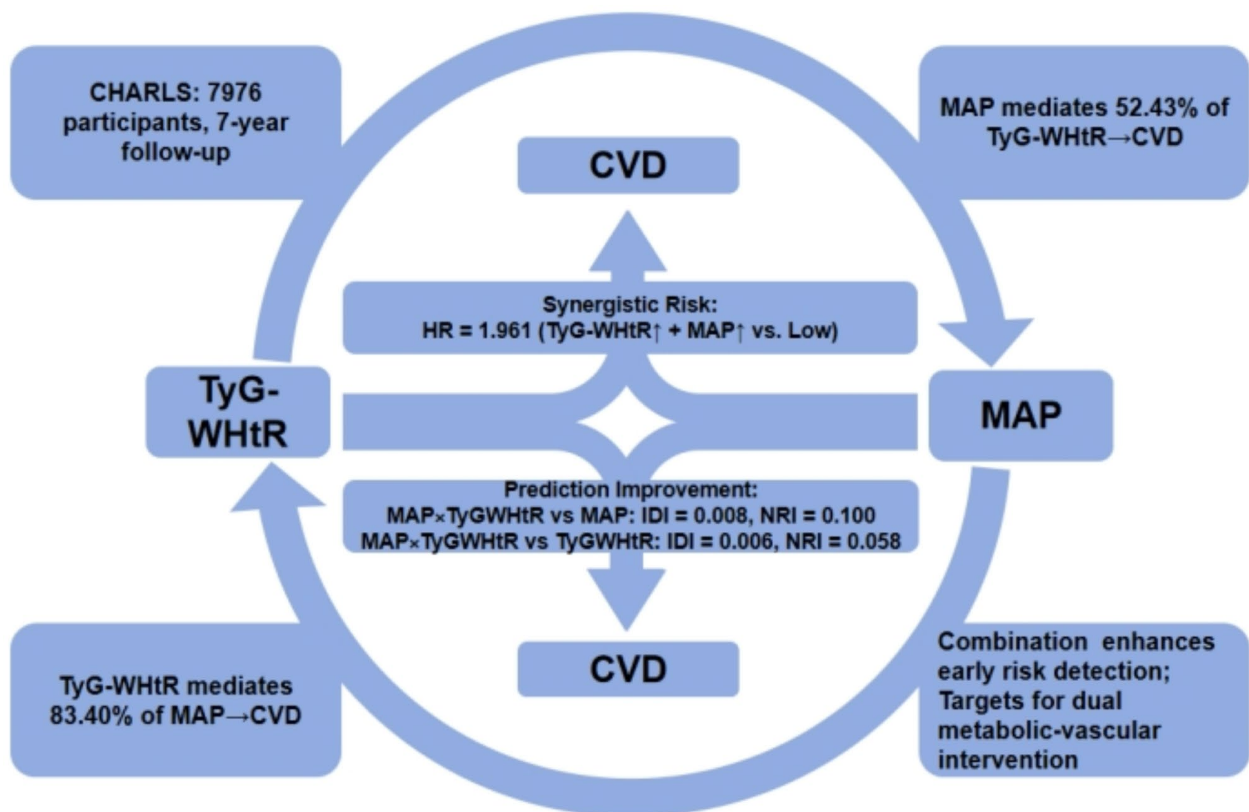 CHARLS: 7976
participants, 7-year
follow-up
MAP mediates 52.43% of
TyG-WHtR→CVD
CVD
Synergistic Risk:
HR = 1.961 (TyG-WHtR↑ + MAP↑ vs. Low)
TyG-
WHtR
MAP
Prediction Improvement:
MAP×TyGWHtR vs MAP: IDI = 0.008, NRI = 0.100
MAP×TyGWHtR vs TyGWHtR: IDI = 0.006, NRI = 0.058
CVD
TyG-WHtR mediates
83.40% of MAP→CVD
Combination enhances
early risk detection;
Targets for dual
metabolic-vascular
intervention